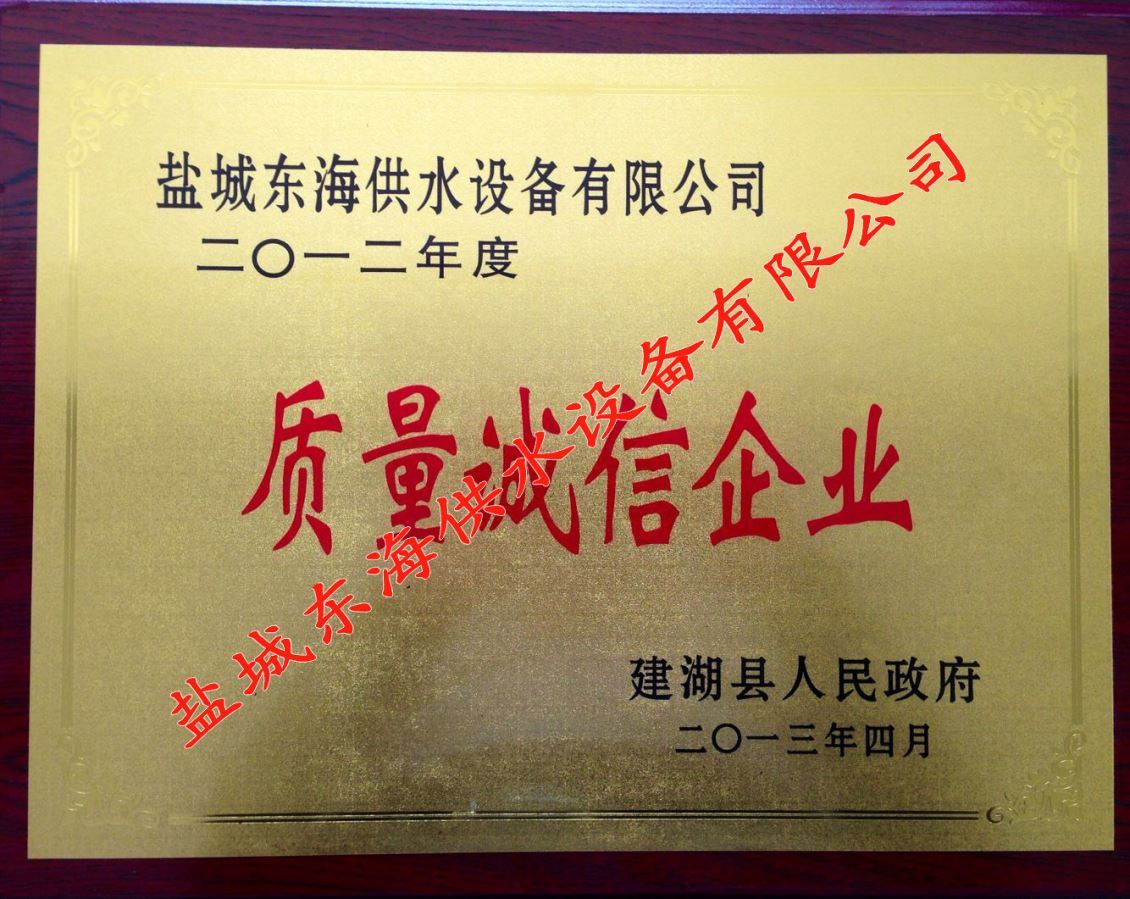 盐城东海供水设备有限公司
二〇一二年度
质量诚信企业
建湖县人民政府
二〇一三年四月
盐城东海供水设备有限公司